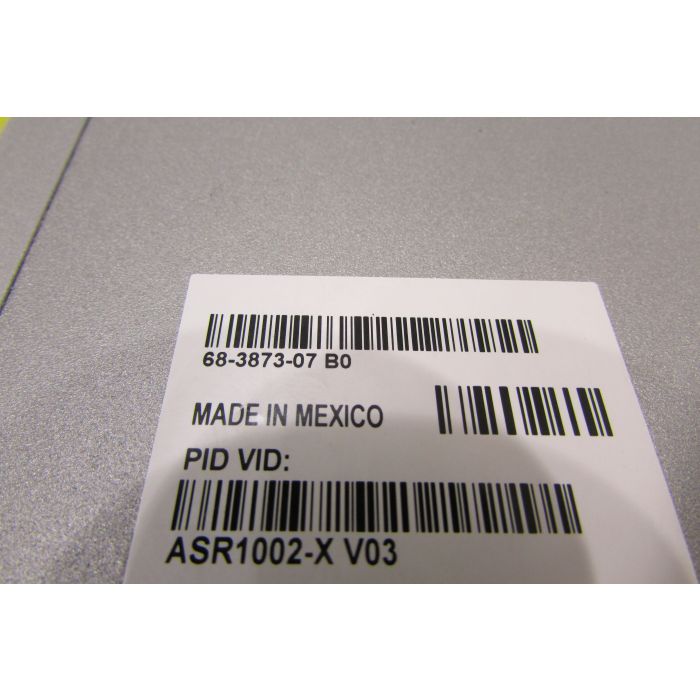 68-3873-07 B0
MADE IN MEXICO
PID VID:
ASR1002-X V03